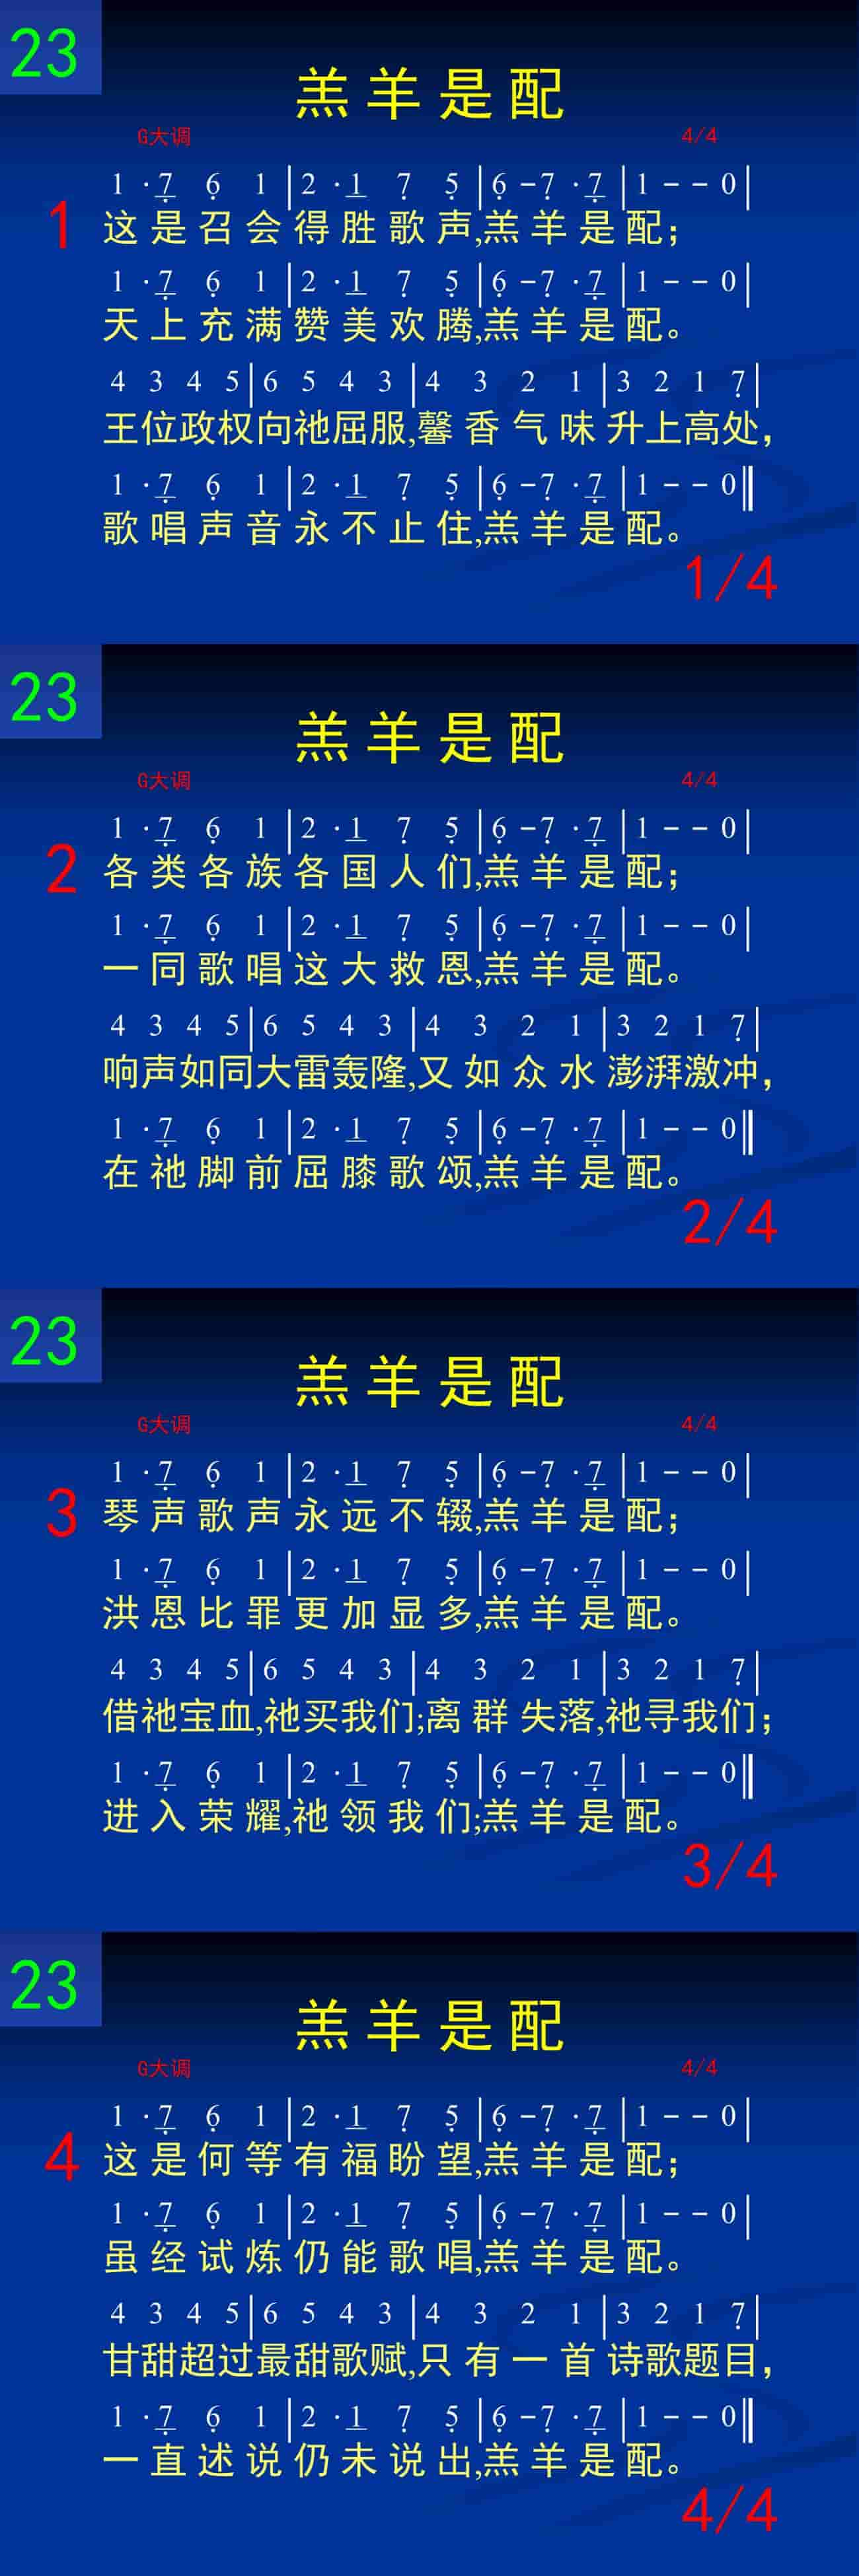 23
羔羊是配
G大调 4/4
1 ·7 6 1 |2 ·1 7 5 |6 -7 ·7 |1 - - 0|
1 这是召会得胜歌声,羔羊是配；
1 ·7 6 1 |2 ·1 7 5 |6 -7 ·7 |1 - - 0|
天上充满赞美欢腾,羔羊是配。
4 3 4 5|6 5 4 3 |4 3 2 1 |3 2 1 7|
王位政权向祂屈服,馨香气味升上高处，
1 ·7 6 1 |2 ·1 7 5 |6 -7 ·7 |1 - - 0‖
歌唱声音永不止住,羔羊是配。
1/4
23
羔羊是配
G大调 4/4
1 ·7 6 1 |2 ·1 7 5 |6 -7 ·7 |1 - - 0|
2 各类各族各国人们,羔羊是配；
1 ·7 6 1 |2 ·1 7 5 |6 -7 ·7 |1 - - 0|
一同歌唱这大救恩,羔羊是配。
4 3 4 5|6 5 4 3 |4 3 2 1 |3 2 1 7|
响声如同大雷轰隆,又如众水澎湃激冲，
1 ·7 6 1 |2 ·1 7 5 |6 -7 ·7 |1 - - 0‖
在祂脚前屈膝歌颂,羔羊是配。
2/4
23
羔羊是配
G大调 4/4
1 ·7 6 1 |2 ·1 7 5 |6 -7 ·7 |1 - - 0|
3 琴声歌声永远不辍,羔羊是配；
1 ·7 6 1 |2 ·1 7 5 |6 -7 ·7 |1 - - 0|
洪恩比罪更加显多,羔羊是配。
4 3 4 5|6 5 4 3 |4 3 2 1 |3 2 1 7|
借祂宝血,祂买我们;离群失落,祂寻我们；
1 ·7 6 1 |2 ·1 7 5 |6 -7 ·7 |1 - - 0‖
进入荣耀,祂领我们;羔羊是配。
3/4
23
羔羊是配
G大调 4/4
1 ·7 6 1 |2 ·1 7 5 |6 -7 ·7 |1 - - 0|
4 这是何等有福盼望,羔羊是配；
1 ·7 6 1 |2 ·1 7 5 |6 -7 ·7 |1 - - 0|
虽经试炼仍能歌唱,羔羊是配。
4 3 4 5|6 5 4 3 |4 3 2 1 |3 2 1 7|
甘甜超过最甜歌赋,只有一首诗歌题目，
1 ·7 6 1 |2 ·1 7 5 |6 -7 ·7 |1 - - 0‖
一直述说仍未说出,羔羊是配。
4/4